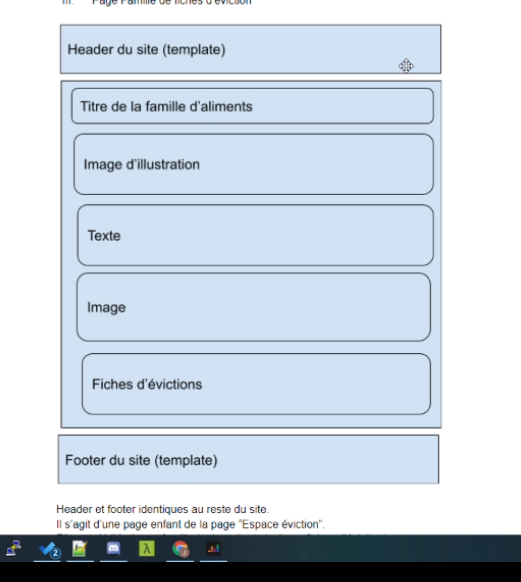 III. Page Famille de fiches d'éviction
Header du site (template)
Titre de la famille d'aliments
Image d'illustration
Texte
Image
Fiches d'évictions
Footer du site (template)
Header et footer identiques au reste du site.
Il s'agit d'une page enfant de la page "Espace éviction".
2
λ